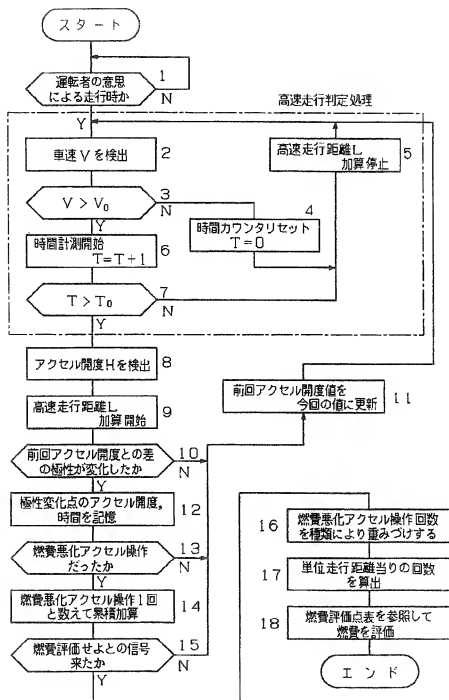 スタート
運転者の意思
による走行時か
1
N
Y
高速走行判定処理
車速Vを検出
2
高速走行距離L
加算停止
5
V>V₀
3
N
Y
時間カウンタリセット
T=0
4
時間計測開始
T=T+1
6
T>T₀
7
N
Y
アクセル開度Hを検出
8
高速走行距離L
加算開始
9
前回アクセル開度値を
今回の値に更新
11
前回アクセル開度との差
の極性が変化したか
10
N
Y
極性変化点のアクセル開度,
時間を記憶
12
燃費悪化アクセル操作
だったか
13
N
Y
燃費悪化アクセル操作1回
と数えて累積加算
14
燃費評価せよとの信号
来たか
15
N
Y
16
燃費悪化アクセル操作回数
を種類により重みづけする
17
単位走行距離当りの回数
を算出
18
燃費評価点表を参照して
燃費を評価
エンド